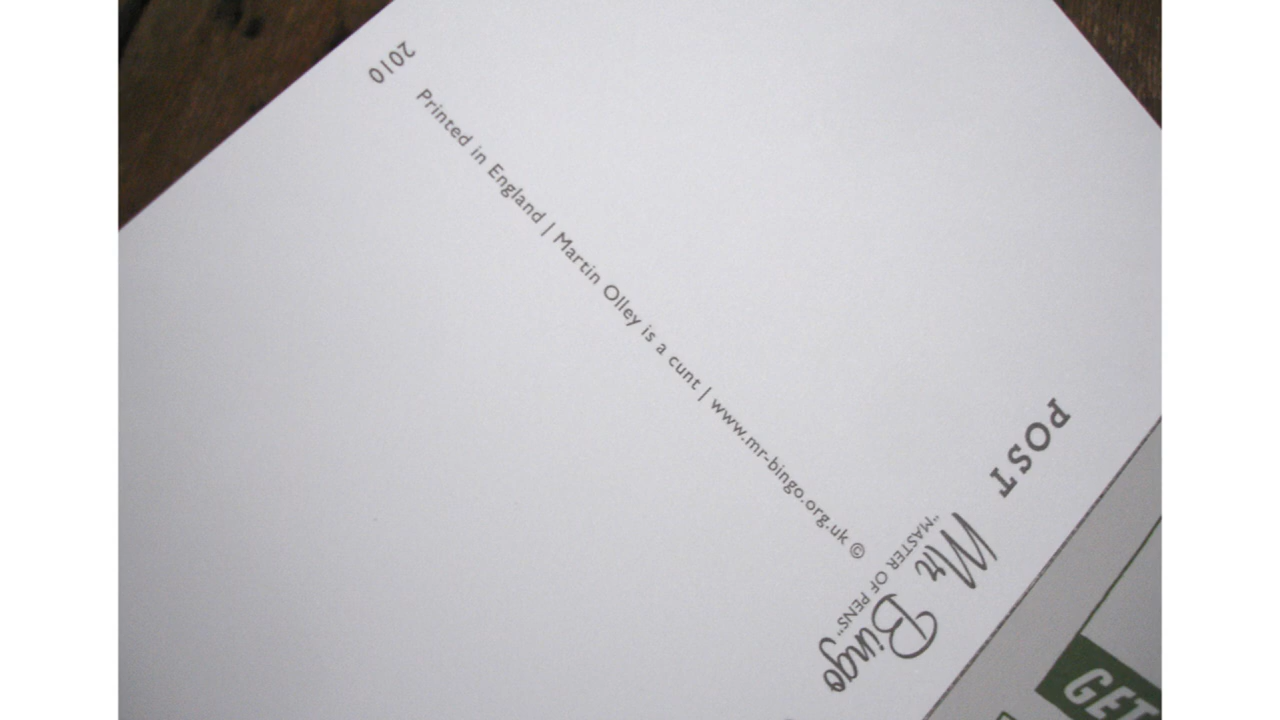 2010
Printed in England | Martin Olley is a cunt | www.mr-bingo.org.uk ©
POST
Mr Bingo
"MASTER OF PENS"
GET